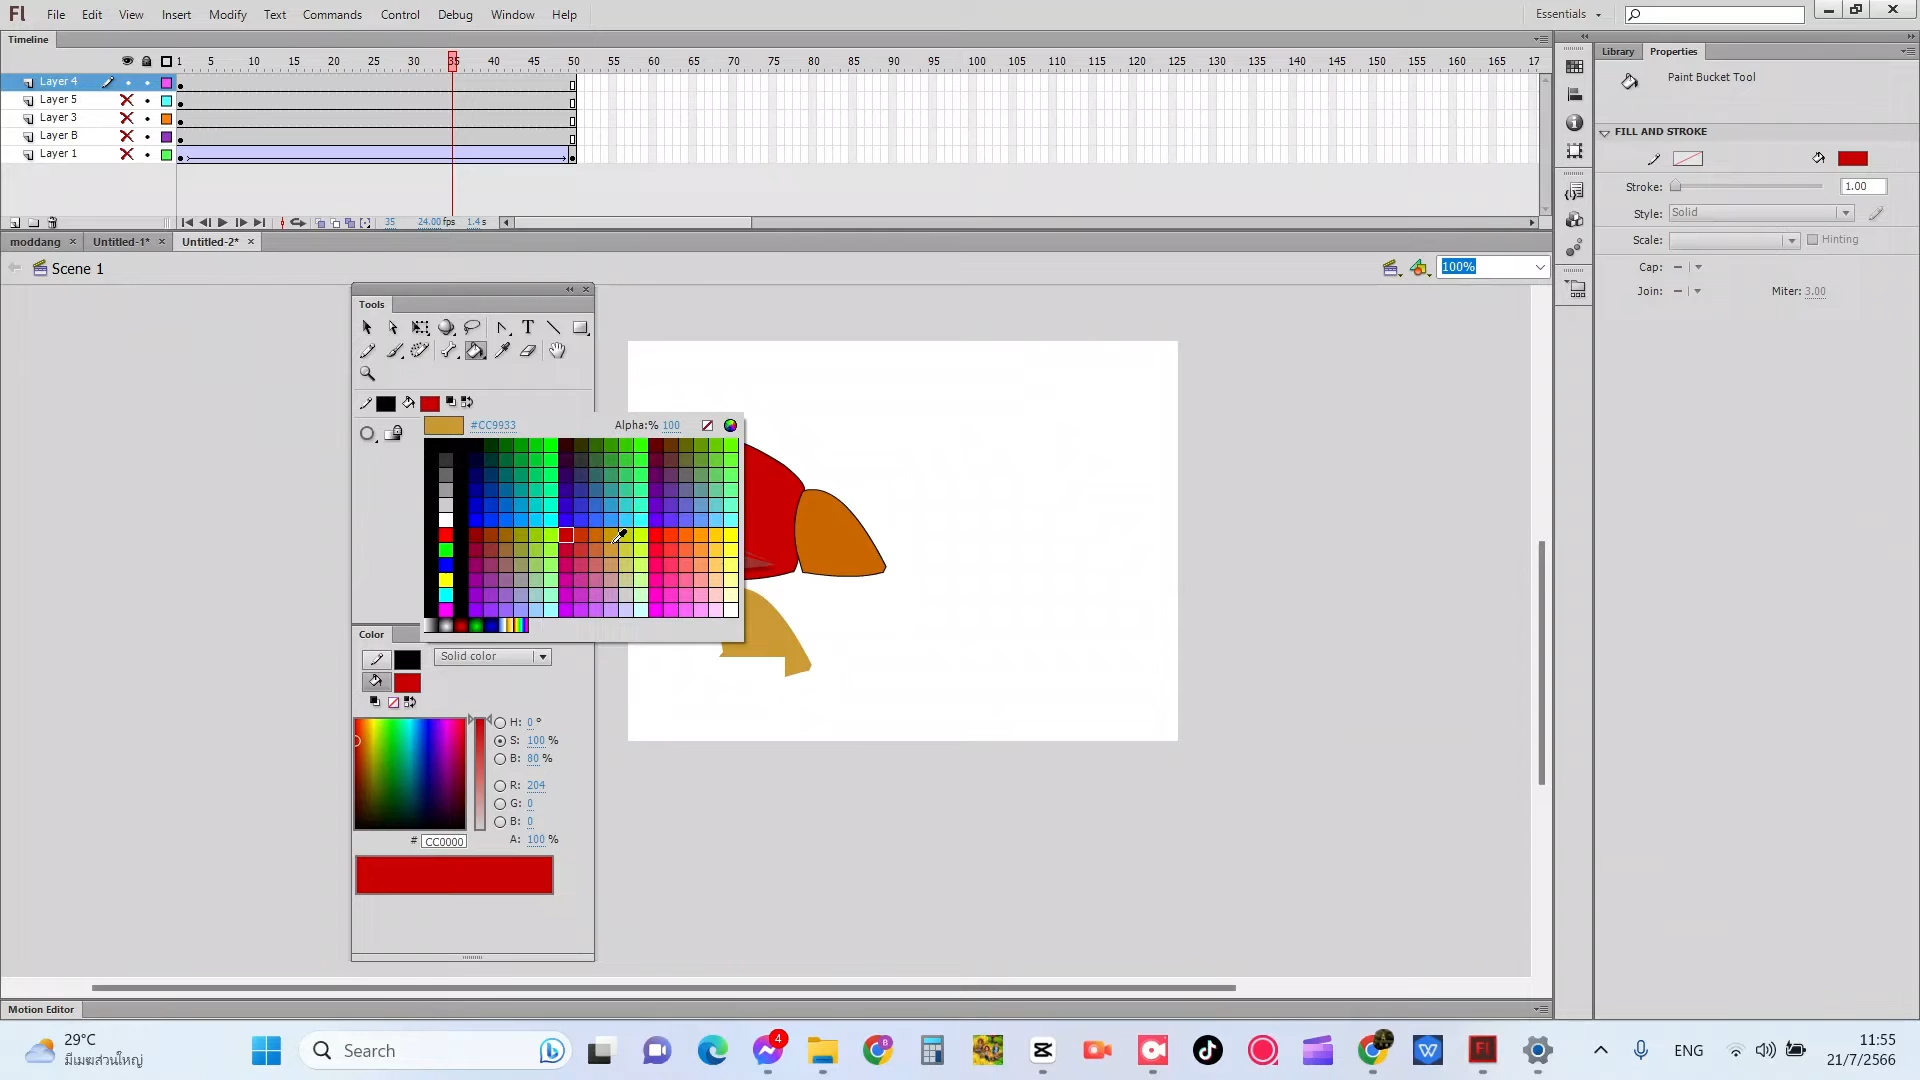 Fl File Edit View Insert Modify Text Commands Control Debug Window Help Essentials
Timeline Library Properties
1 5 10 15 20 25 30 35 40 45 50 55 60 65 70 75 80 85 90 95 100 105 110 115 120 125 130 135 140 145 150 155 160 165 17
Layer 4
Layer 5
Layer 3
Layer B
Layer 1
Paint Bucket Tool
FILL AND STROKE
Stroke: 1.00
Style: Solid
Scale: Hinting
Cap:
Join: Miter: 3.00
35 24.00 fps 1.4 s
moddang × Untitled-1* × Untitled-2* ×
Scene 1 100%
Tools
T
#CC9933 Alpha:% 100
Color
Solid color
H: 0 °
S: 100 %
B: 80 %
R: 204
G: 0
B: 0
# CC0000 A: 100 %
Motion Editor
29°C
มีเมฆส่วนใหญ่
Search
4
B
W
Fl
ENG
11:55
21/7/2566